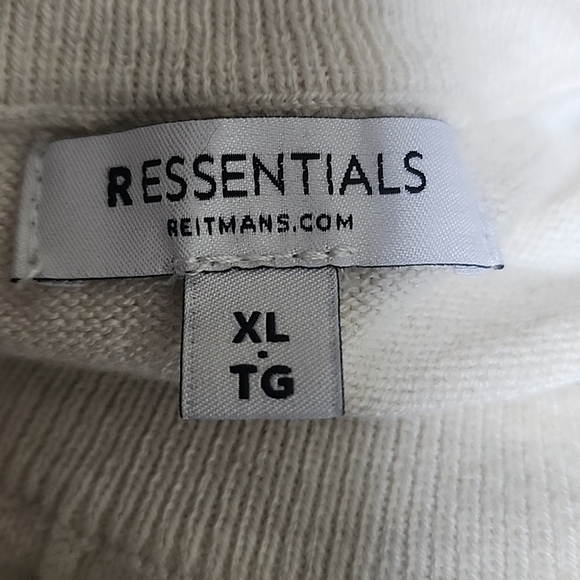 RESSENTIALS
REITMANS.COM
XL
·
TG